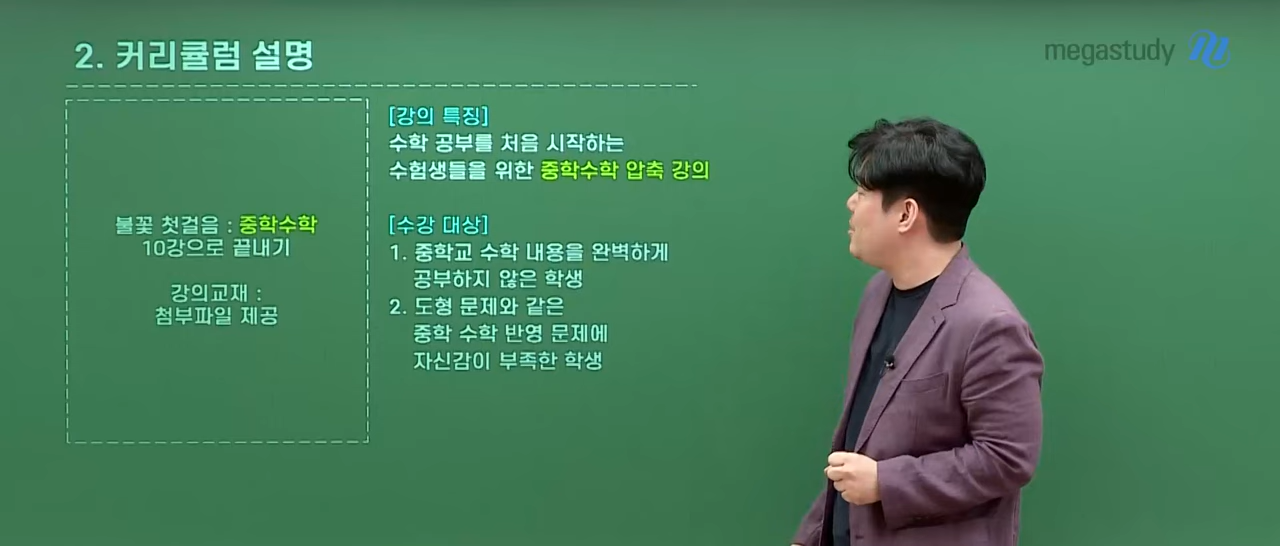 2. 커리큘럼 설명
megastudy
불꽃 첫걸음 : 중학수학
10강으로 끝내기
강의교재 :
첨부파일 제공
[강의 특징]
수학 공부를 처음 시작하는
수험생들을 위한 중학수학 압축 강의
[수강 대상]
1. 중학교 수학 내용을 완벽하게
공부하지 않은 학생
2. 도형 문제와 같은
중학 수학 반영 문제에
자신감이 부족한 학생